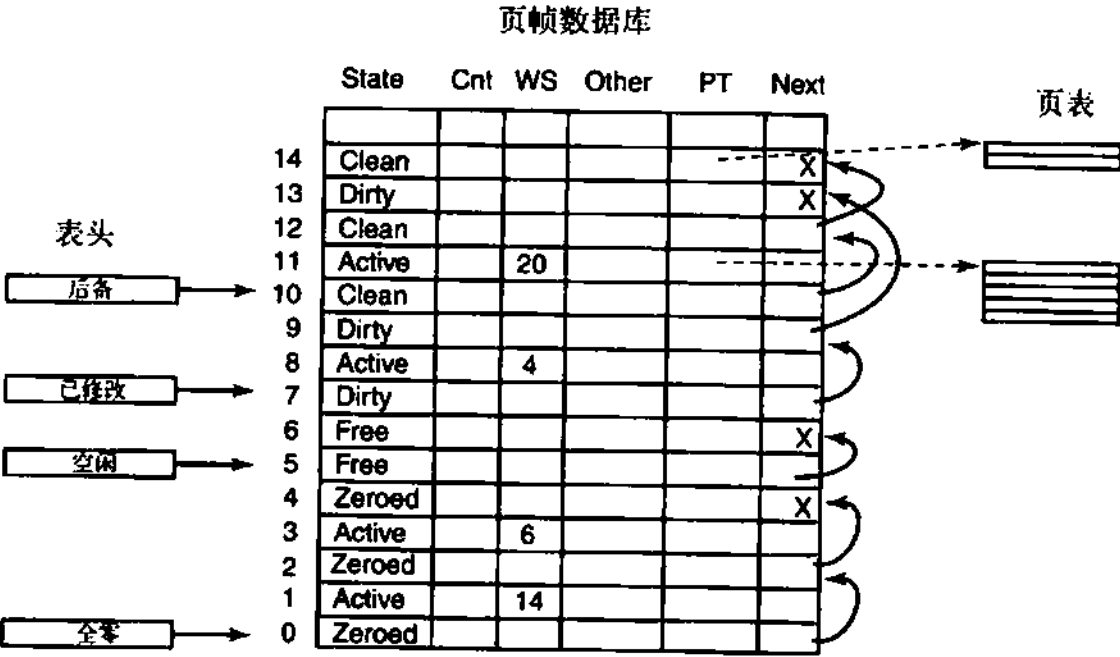 页帧数据库
State Cnt WS Other PT Next
页表
14 Clean X
13 Dirty X
12 Clean
表头
11 Active 20
后备
10 Clean
9 Dirty
8 Active 4
已修改
7 Dirty
6 Free X
空闲
5 Free
4 Zeroed X
3 Active 6
2 Zeroed
1 Active 14
全零
0 Zeroed